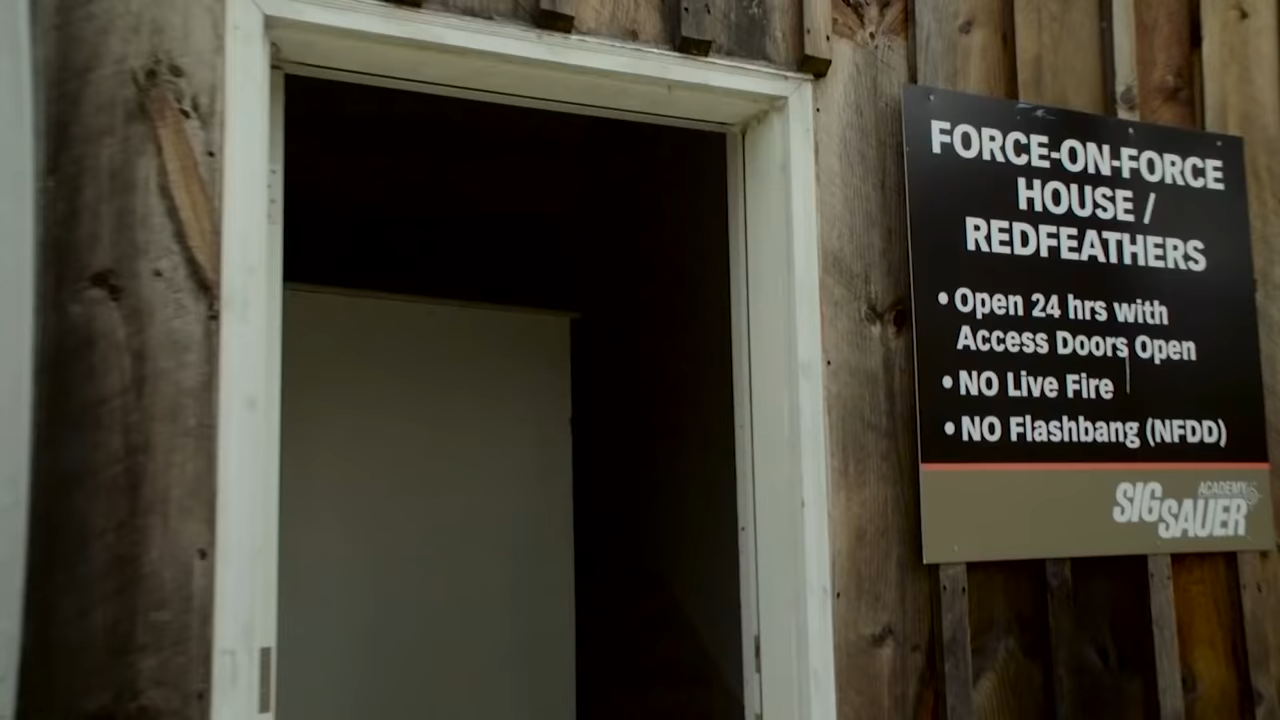 FORCE-ON-FORCE
HOUSE /
REDFEATHERS
• Open 24 hrs with
Access Doors Open
• NO Live Fire
• NO Flashbang (NFDD)
ACADEMY
SIG
SAUER